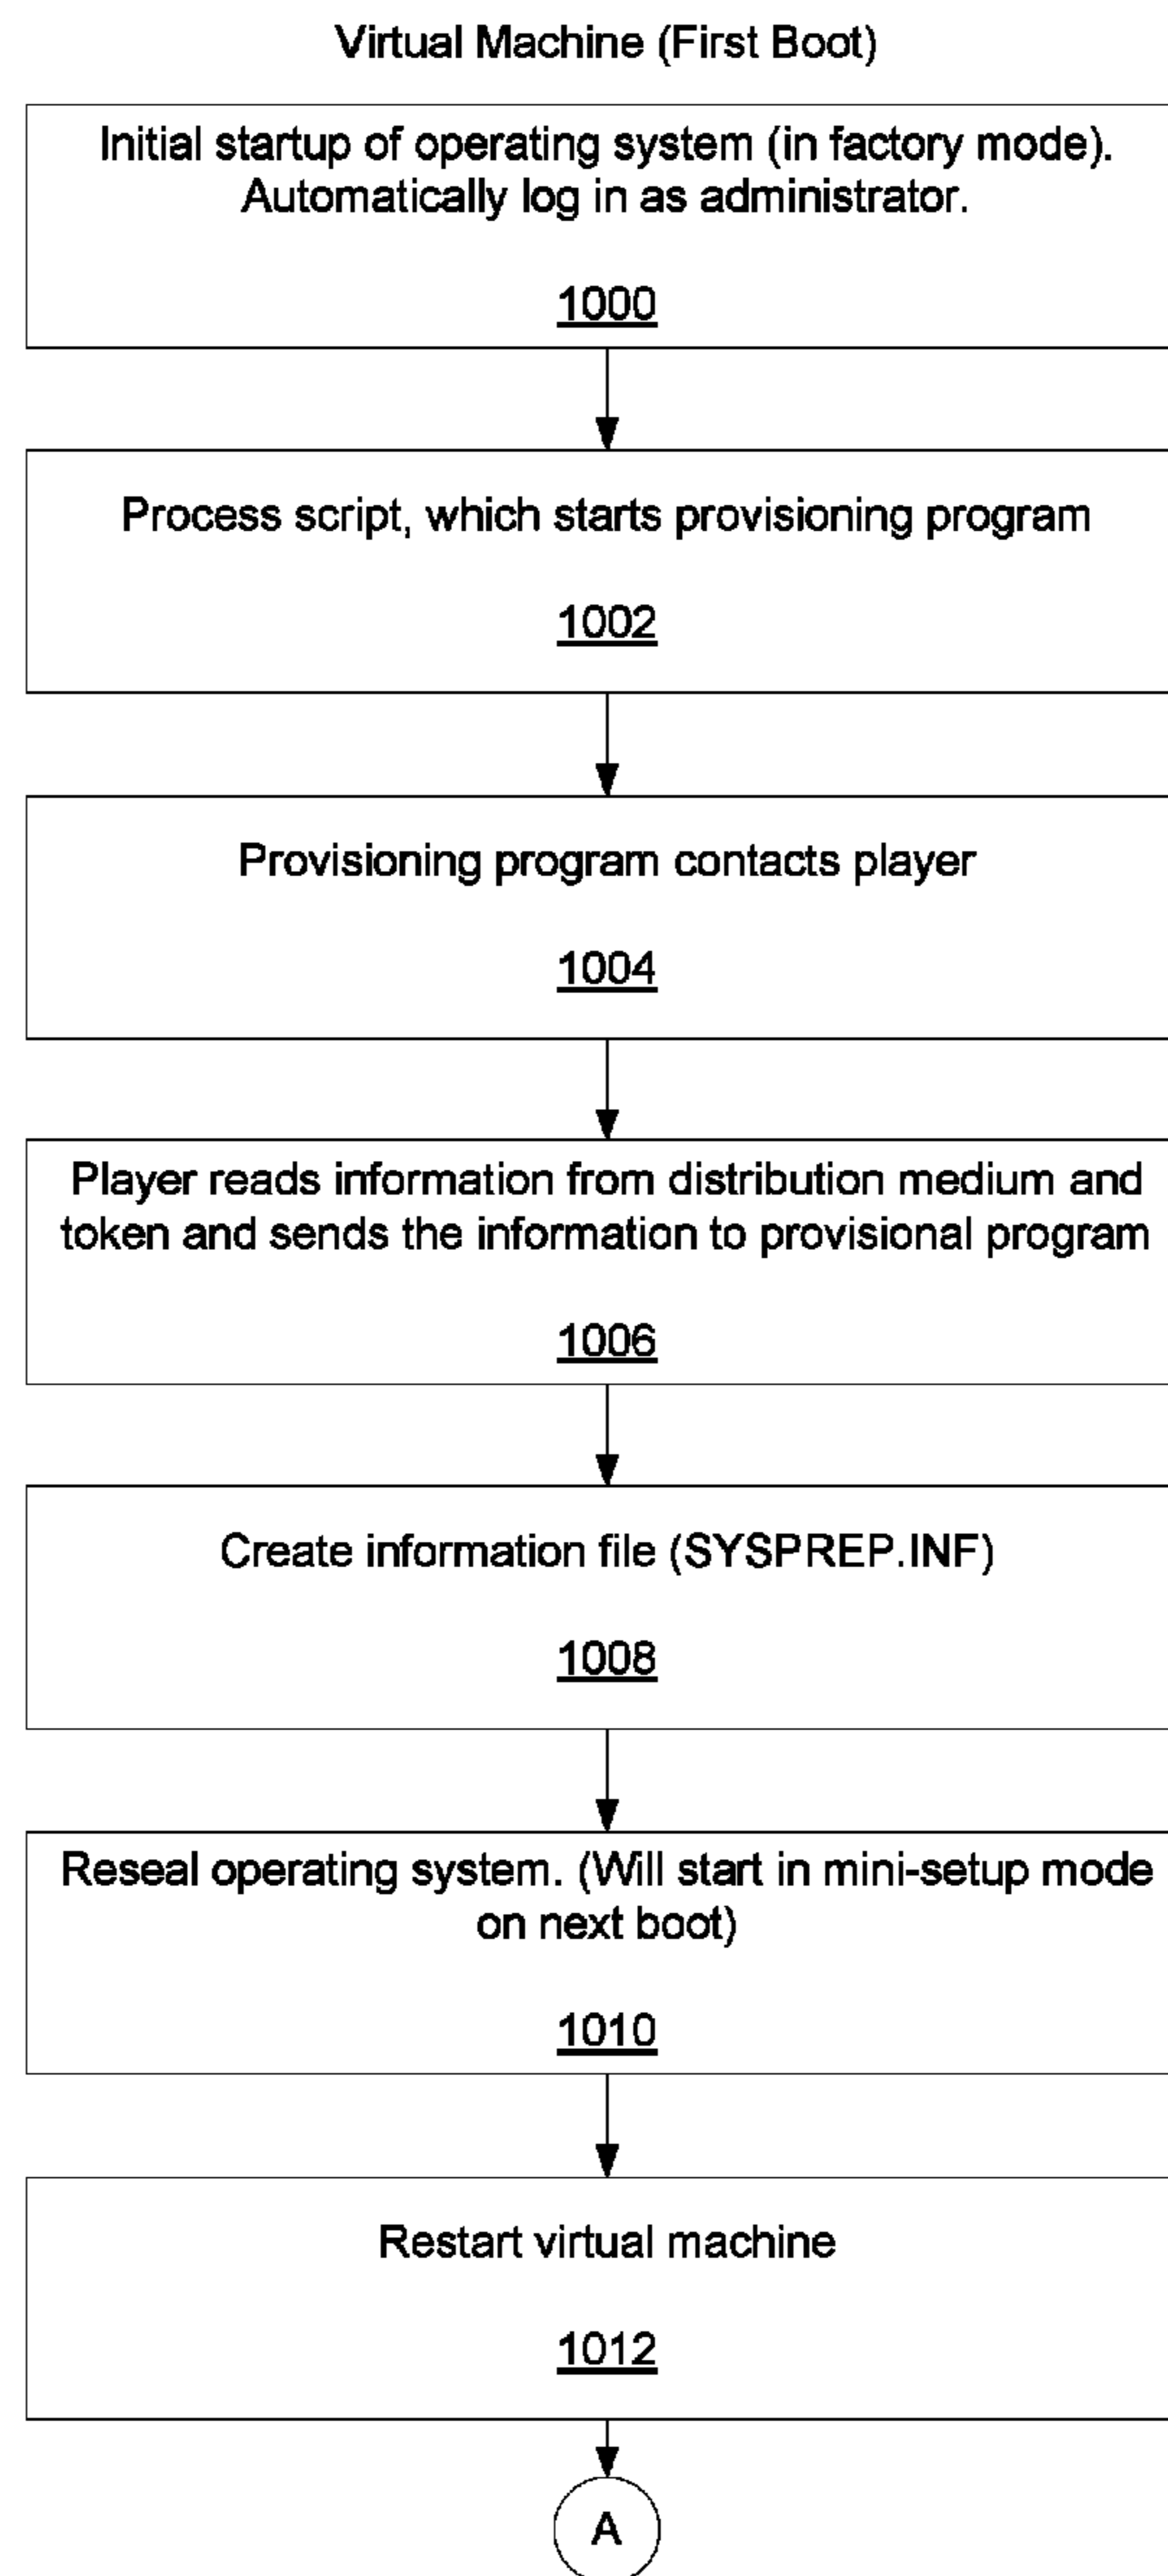 Virtual Machine (First Boot)
Initial startup of operating system (in factory mode).
Automatically log in as administrator.
1000
Process script, which starts provisioning program
1002
Provisioning program contacts player
1004
Player reads information from distribution medium and
token and sends the information to provisional program
1006
Create information file (SYSPREP.INF)
1008
Reseal operating system. (Will start in mini-setup mode
on next boot)
1010
Restart virtual machine
1012
A